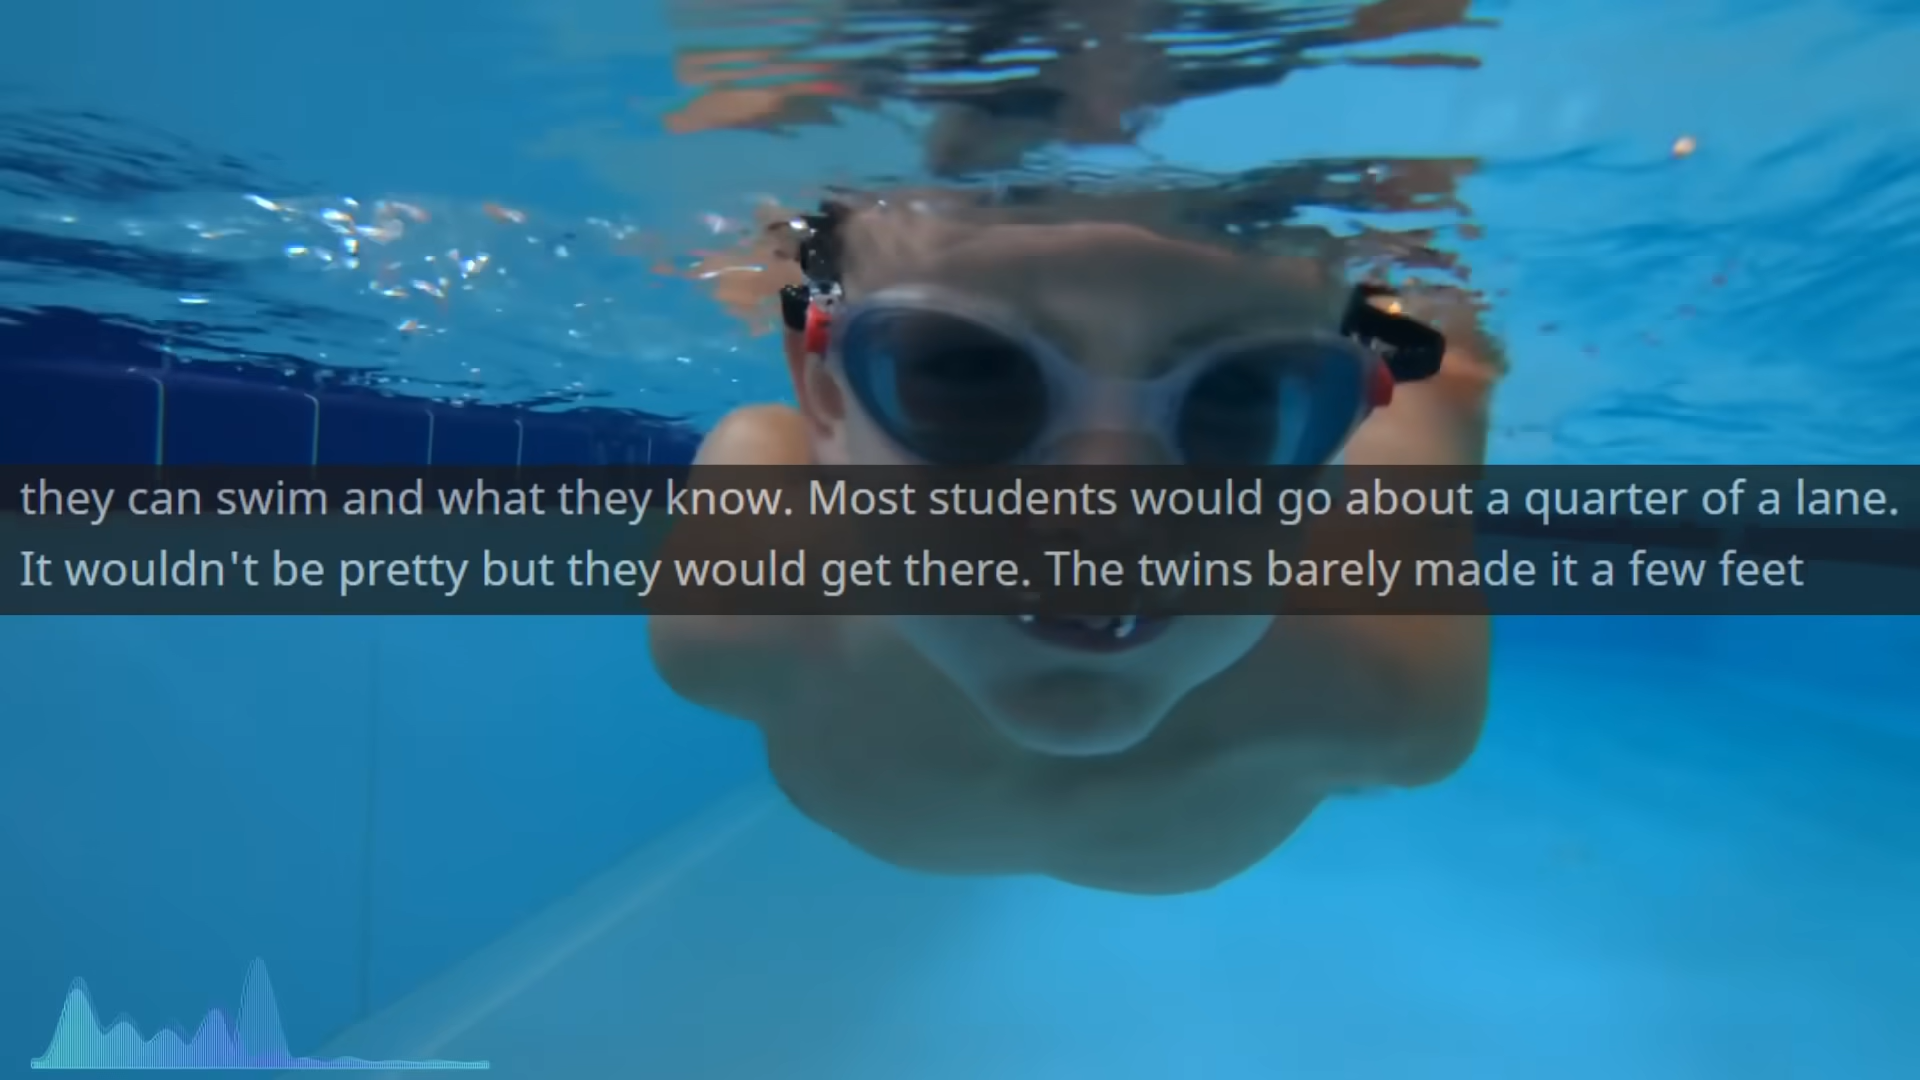 they can swim and what they know. Most students would go about a quarter of a lane.
It wouldn't be pretty but they would get there. The twins barely made it a few feet